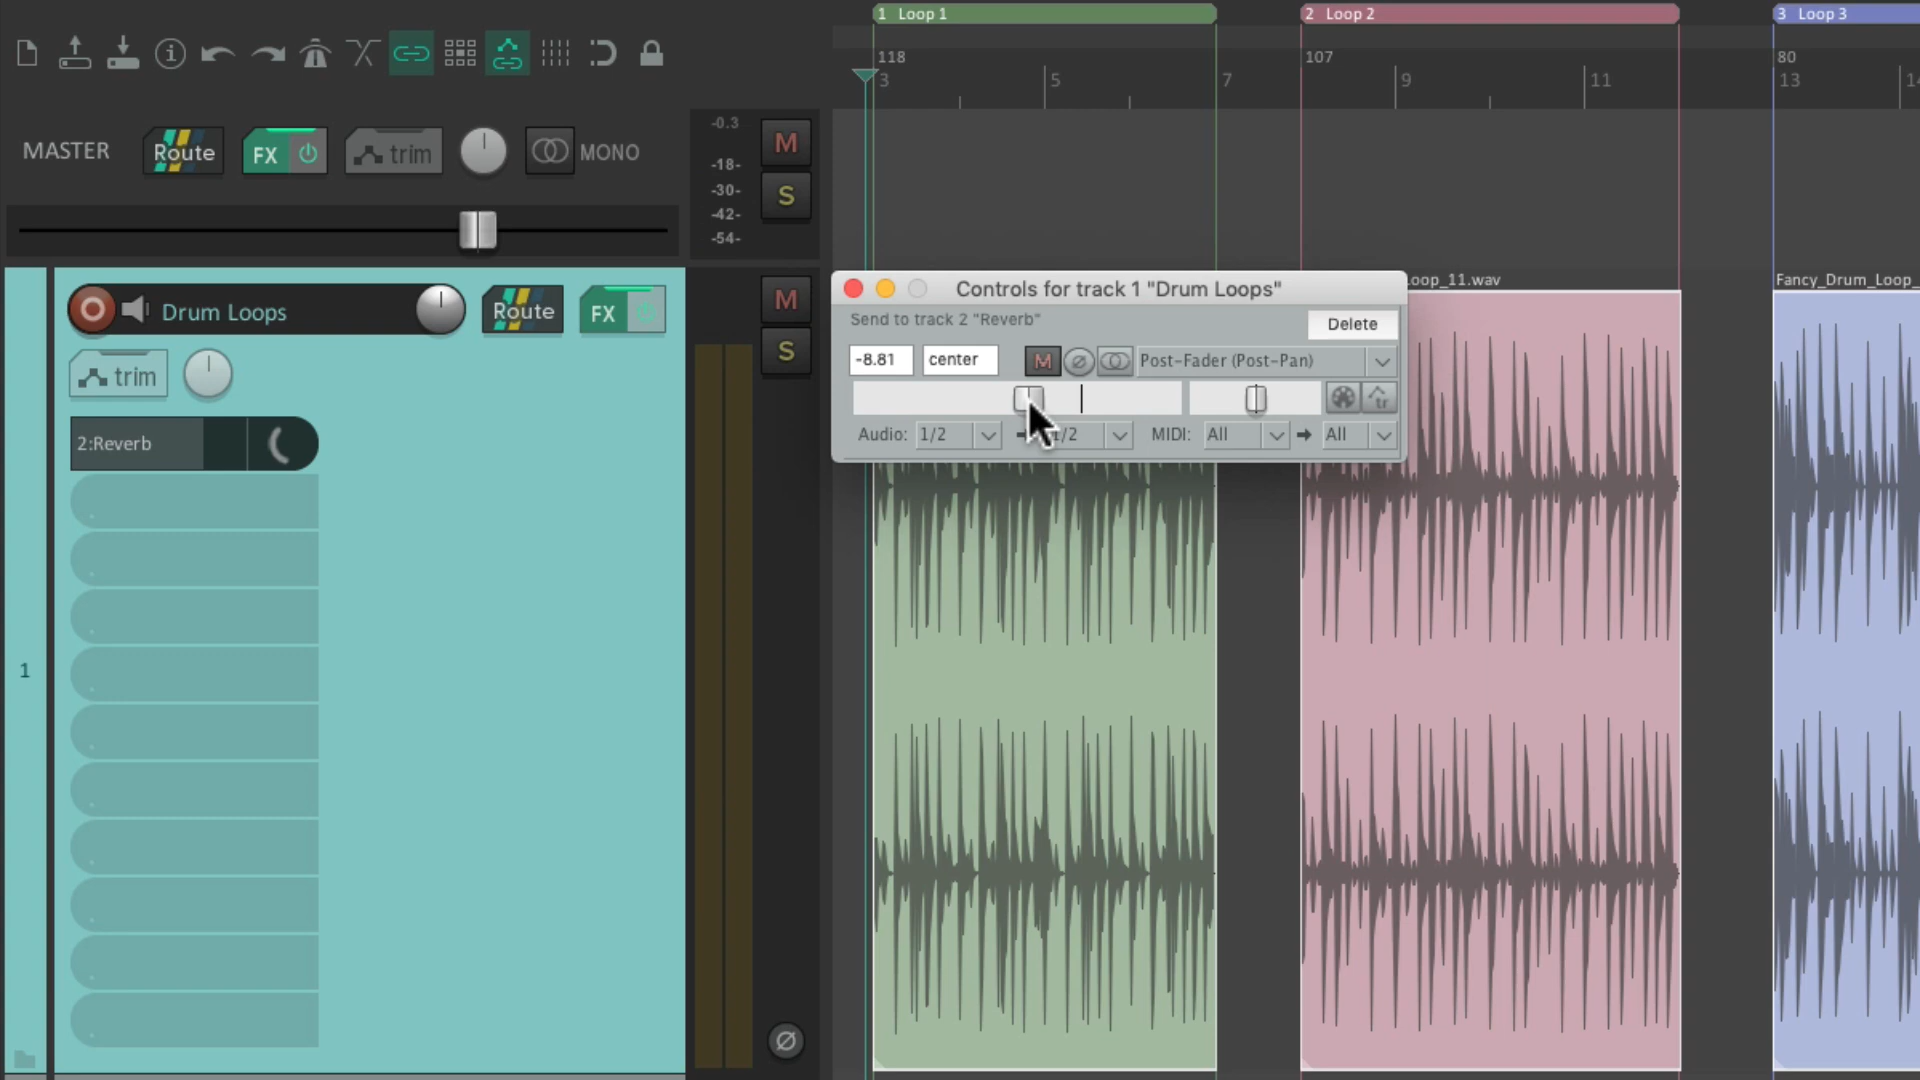 1 Loop 1
2 Loop 2
3 Loop 3
118
107
80
3
5
7
9
11
13
MASTER
Route
FX
trim
MONO
-0.3
-18-
-30-
-42-
-54-
M
S
Drum Loops
Route
FX
M
S
trim
2:Reverb
1
oop_11.wav
Fancy_Drum_Loop_
Controls for track 1 "Drum Loops"
Send to track 2 "Reverb"
Delete
-8.81
center
M
Post-Fader (Post-Pan)
tr
Audio: 1/2
1/2
MIDI: All
All